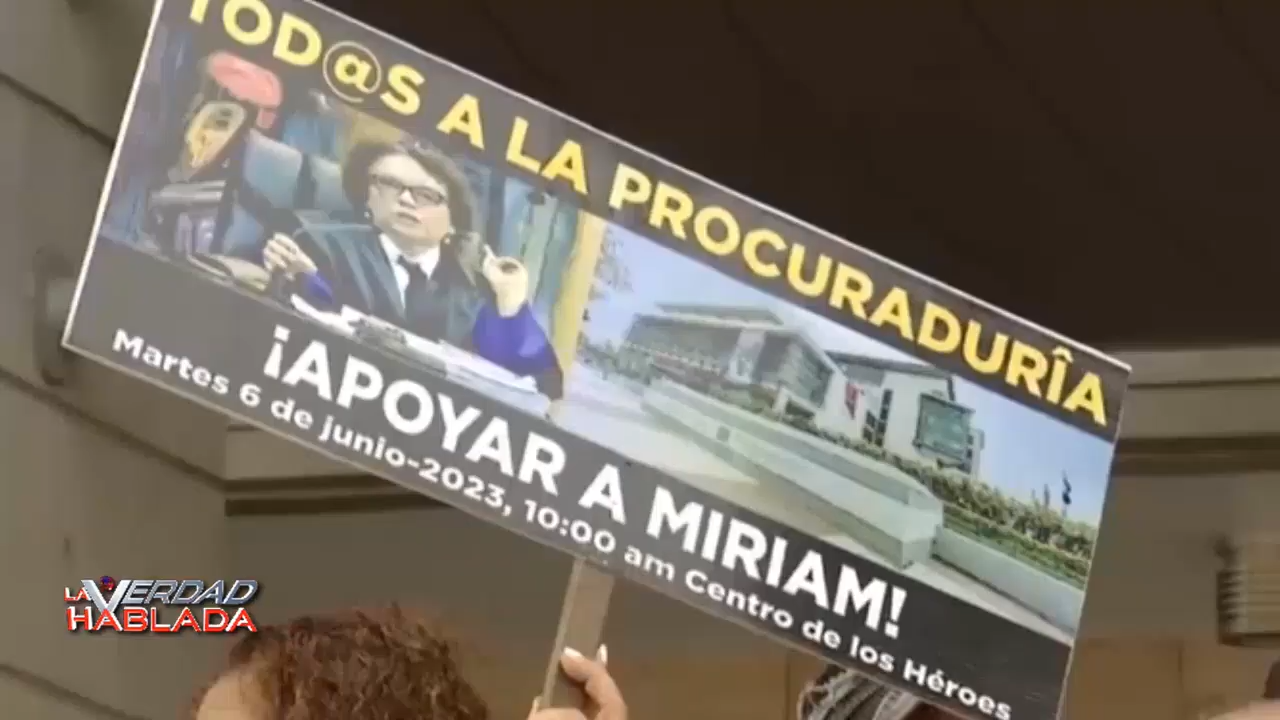 TOD@S A LA PROCURADURÎA
¡APOYAR A MIRIAM!
Martes 6 de junio-2023, 10:00 am Centro de los Héroes
LA VERDAD
HABLADA